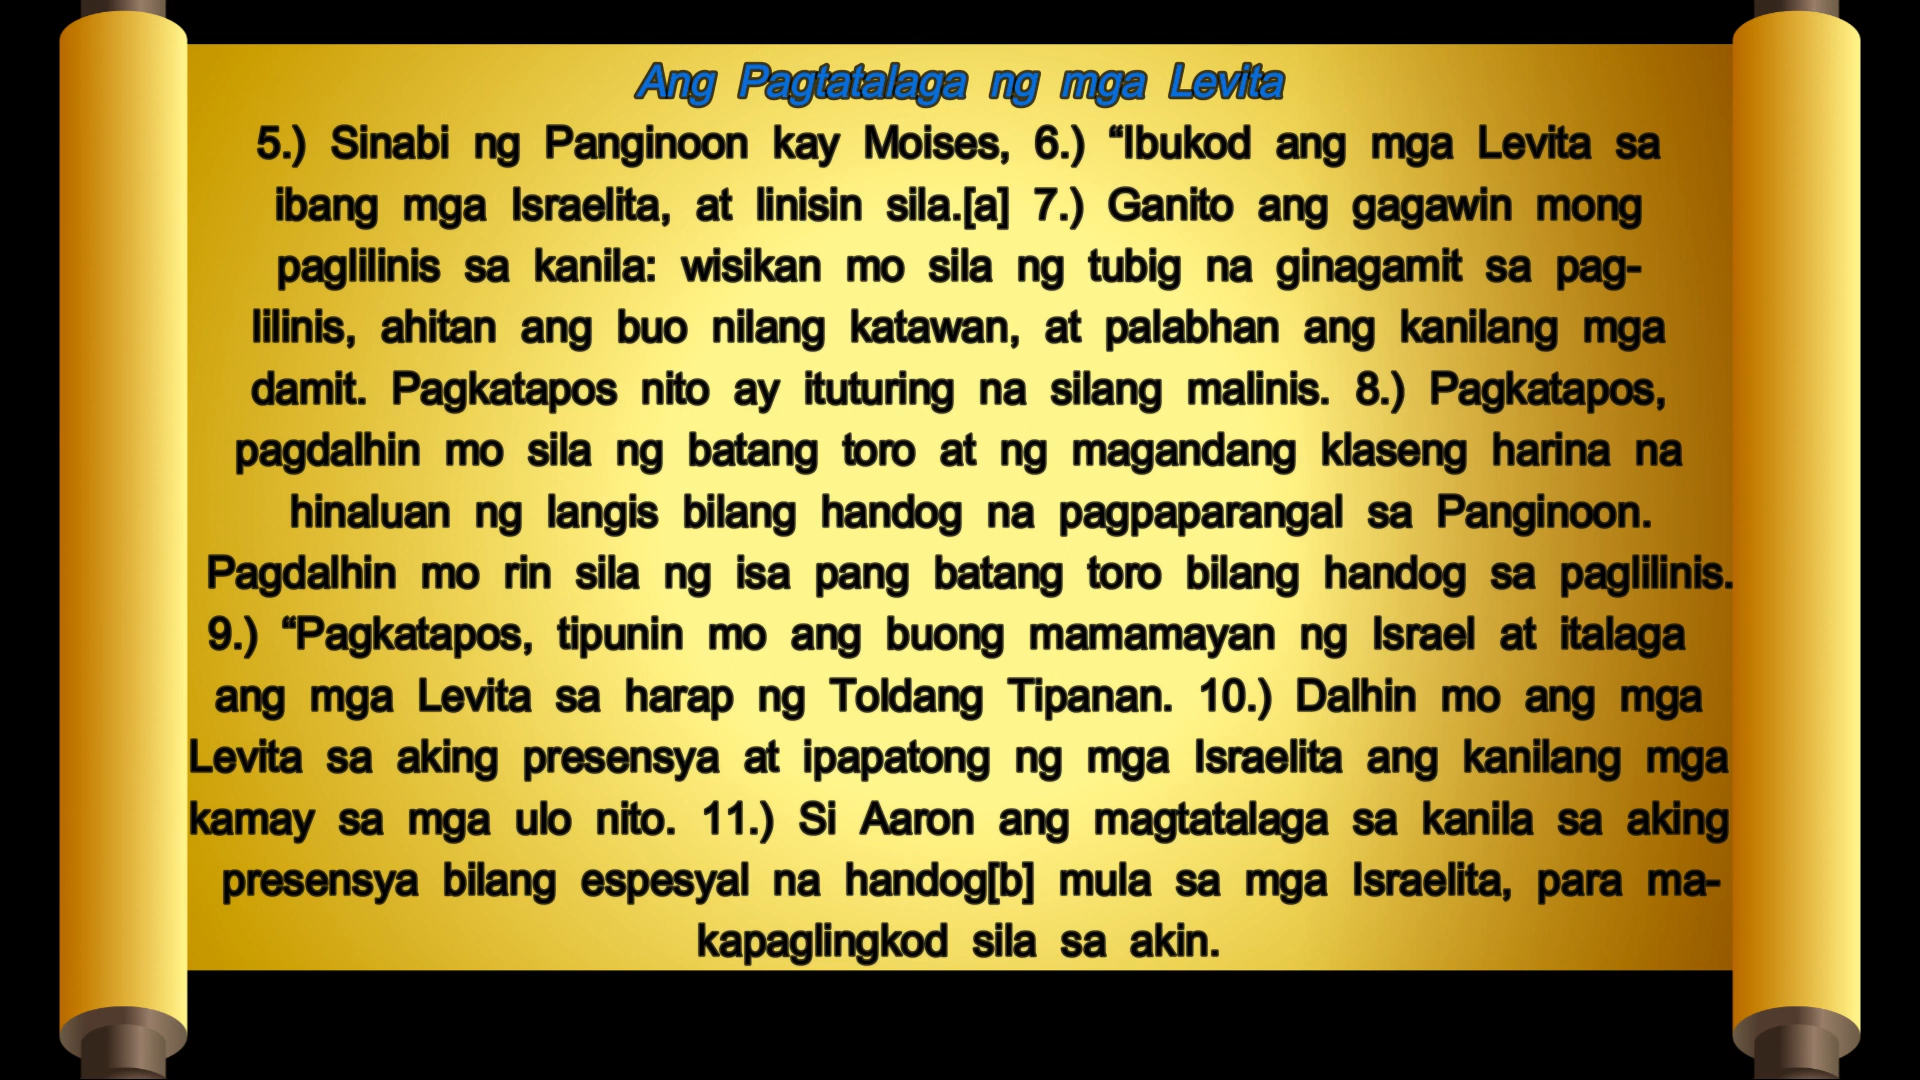 Ang Pagtatalaga ng mga Levita
5.) Sinabi ng Panginoon kay Moises, 6.) “Ibukod ang mga Levita sa
ibang mga Israelita, at linisin sila.[a] 7.) Ganito ang gagawin mong
paglilinis sa kanila: wisikan mo sila ng tubig na ginagamit sa pag-
lilinis, ahitan ang buo nilang katawan, at palabhan ang kanilang mga
damit. Pagkatapos nito ay ituturing na silang malinis. 8.) Pagkatapos,
pagdalhin mo sila ng batang toro at ng magandang klaseng harina na
hinaluan ng langis bilang handog na pagpaparangal sa Panginoon.
Pagdalhin mo rin sila ng isa pang batang toro bilang handog sa paglilinis.
9.) “Pagkatapos, tipunin mo ang buong mamamayan ng Israel at italaga
ang mga Levita sa harap ng Toldang Tipanan. 10.) Dalhin mo ang mga
Levita sa aking presensya at ipapatong ng mga Israelita ang kanilang mga
kamay sa mga ulo nito. 11.) Si Aaron ang magtatalaga sa kanila sa aking
presensya bilang espesyal na handog[b] mula sa mga Israelita, para ma-
kapaglingkod sila sa akin.